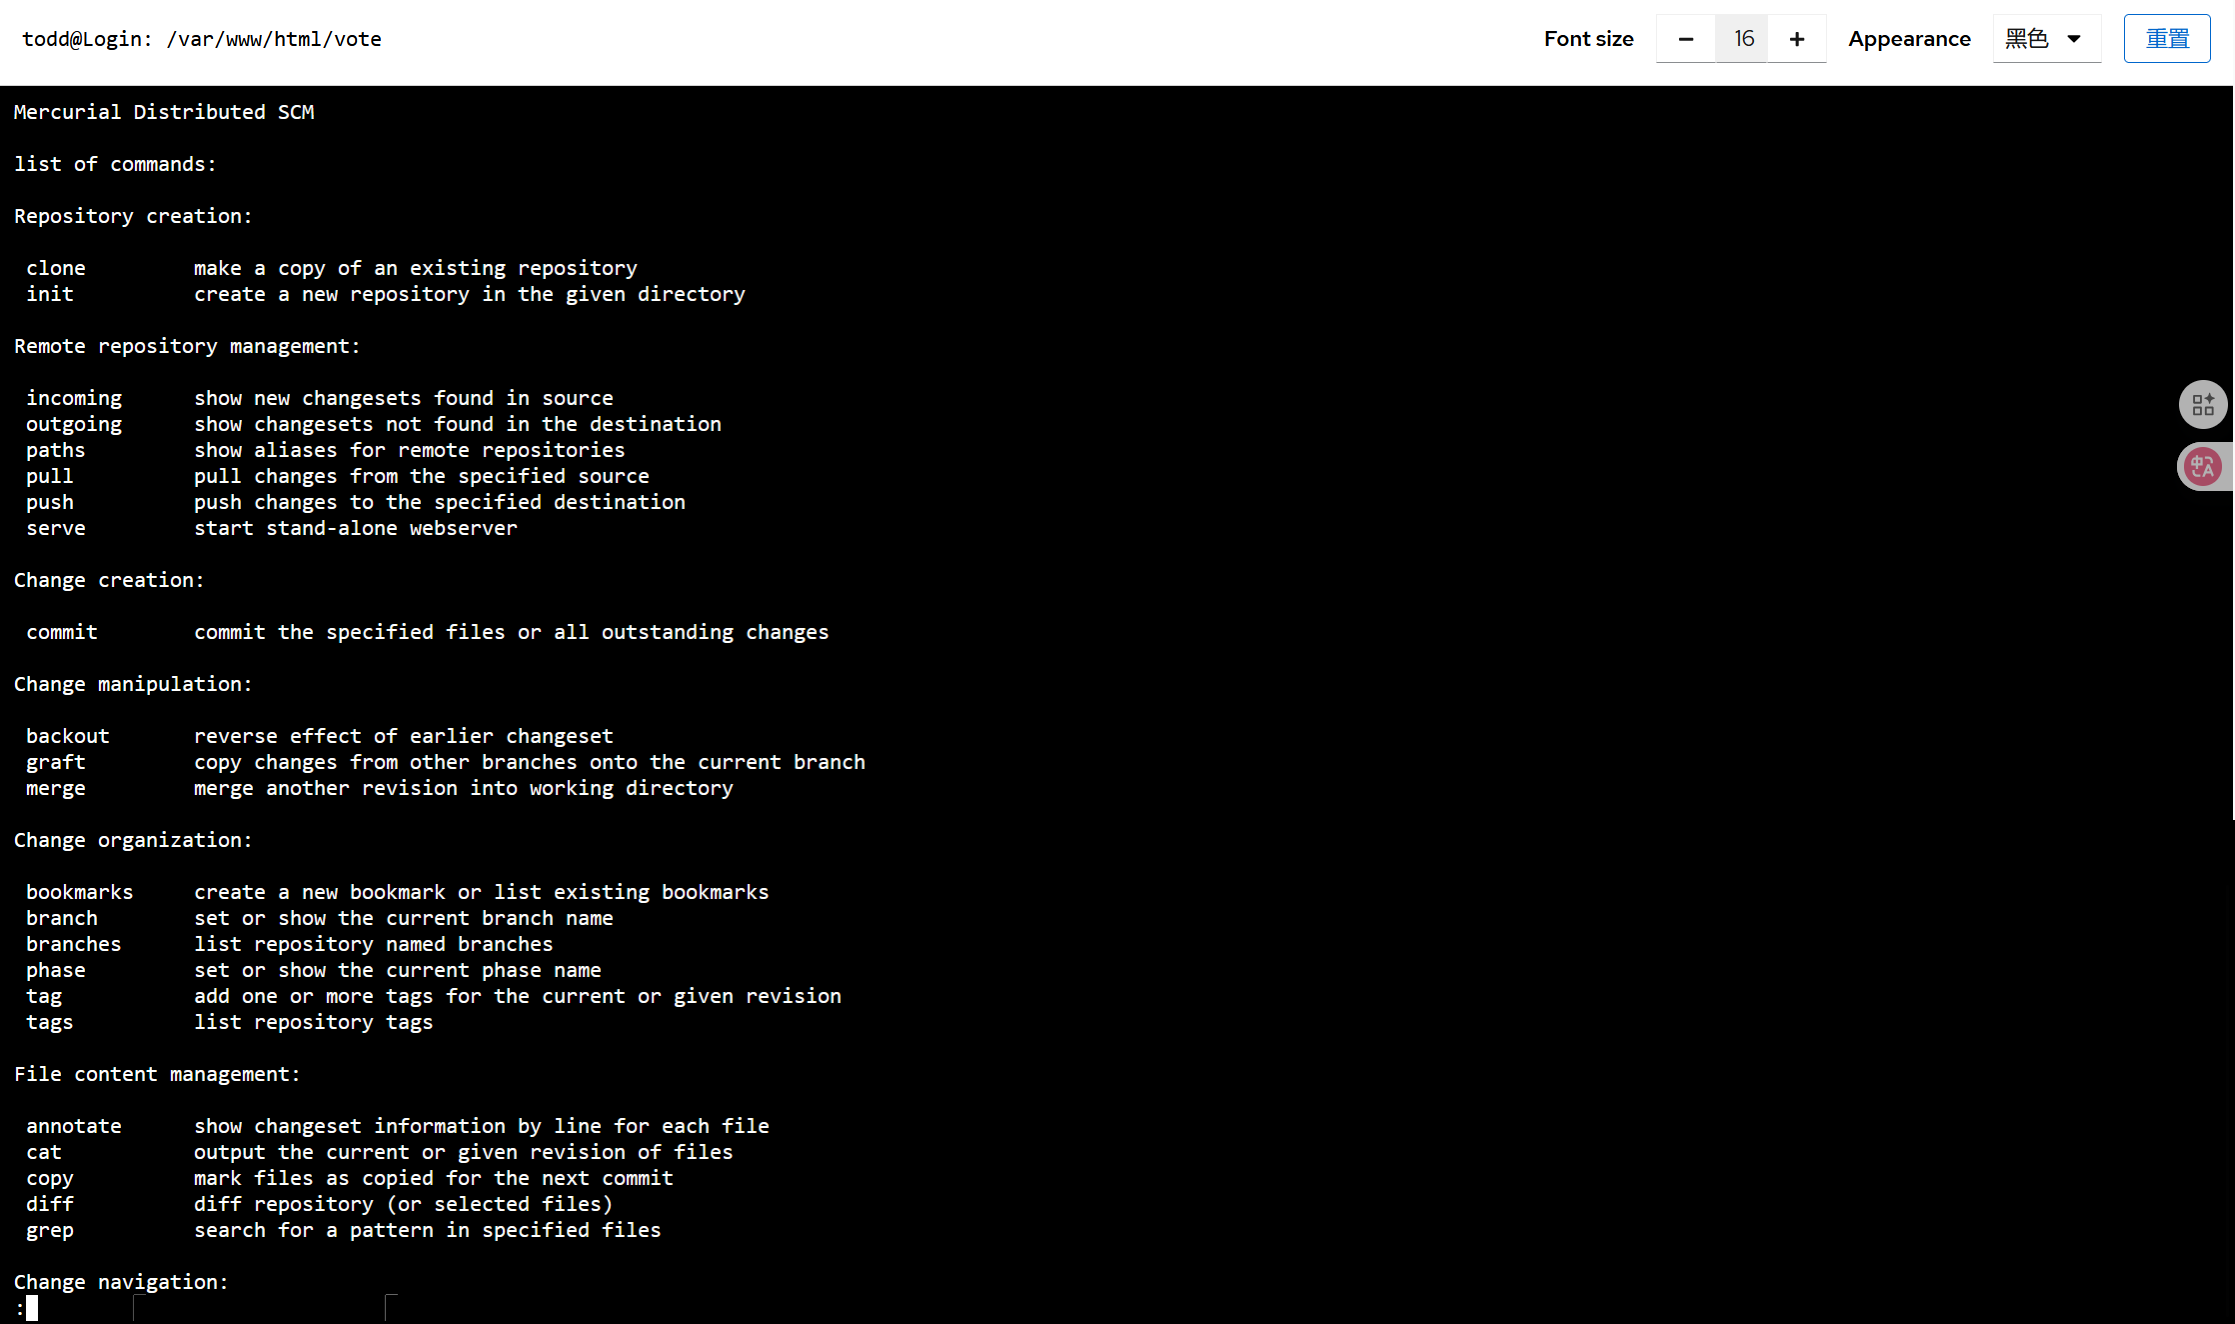 todd@Login: /var/www/html/vote
Font size
16
Appearance
黑色
重置
Mercurial Distributed SCM
list of commands:
Repository creation:
clone make a copy of an existing repository
init create a new repository in the given directory
Remote repository management:
incoming show new changesets found in source
outgoing show changesets not found in the destination
paths show aliases for remote repositories
pull pull changes from the specified source
push push changes to the specified destination
serve start stand-alone webserver
Change creation:
commit commit the specified files or all outstanding changes
Change manipulation:
backout reverse effect of earlier changeset
graft copy changes from other branches onto the current branch
merge merge another revision into working directory
Change organization:
bookmarks create a new bookmark or list existing bookmarks
branch set or show the current branch name
branches list repository named branches
phase set or show the current phase name
tag add one or more tags for the current or given revision
tags list repository tags
File content management:
annotate show changeset information by line for each file
cat output the current or given revision of files
copy mark files as copied for the next commit
diff diff repository (or selected files)
grep search for a pattern in specified files
Change navigation:
: